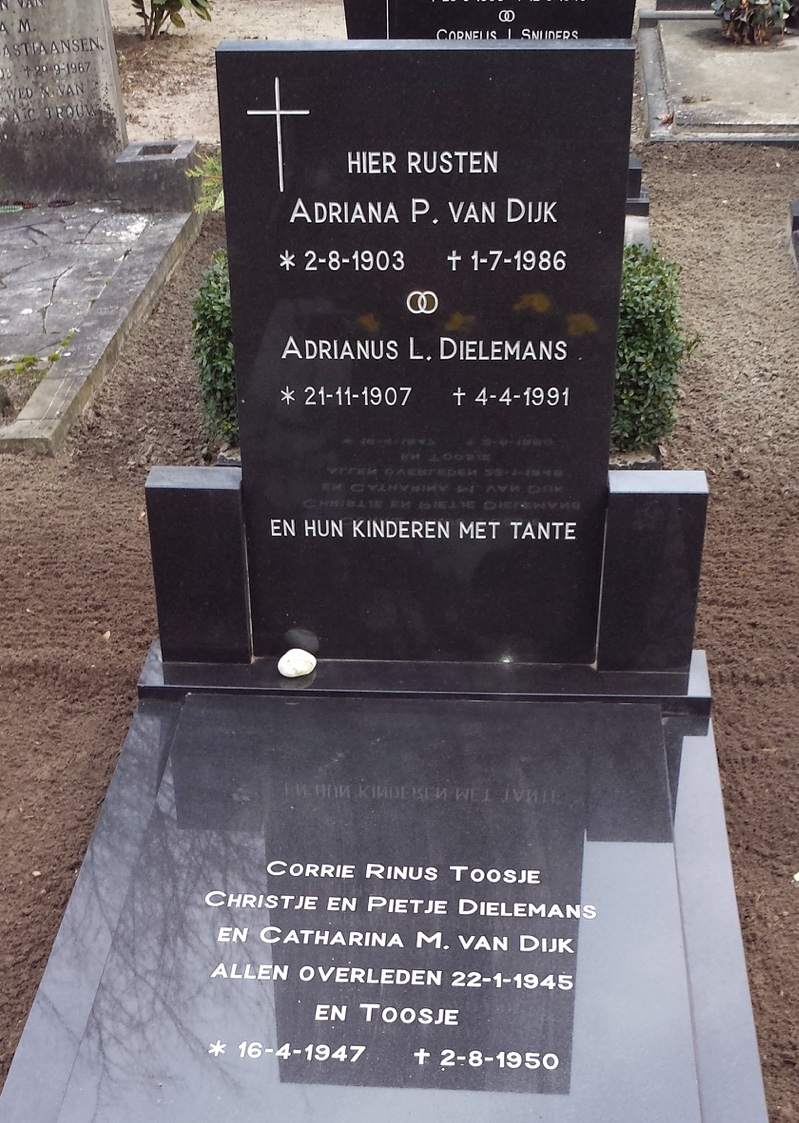 CORNELIS J. SNIJDERS
BASTIAANSEN
HIER RUSTEN
ADRIANA P. VAN DIJK
* 2-8-1903 † 1-7-1986
ADRIANUS L. DIELEMANS
* 21-11-1907 † 4-4-1991
EN HUN KINDEREN MET TANTE
CORRIE RINUS TOOSJE
CHRISTJE EN PIETJE DIELEMANS
EN CATHARINA M. VAN DIJK
ALLEN OVERLEDEN 22-1-1945
EN TOOSJE
* 16-4-1947 † 2-8-1950